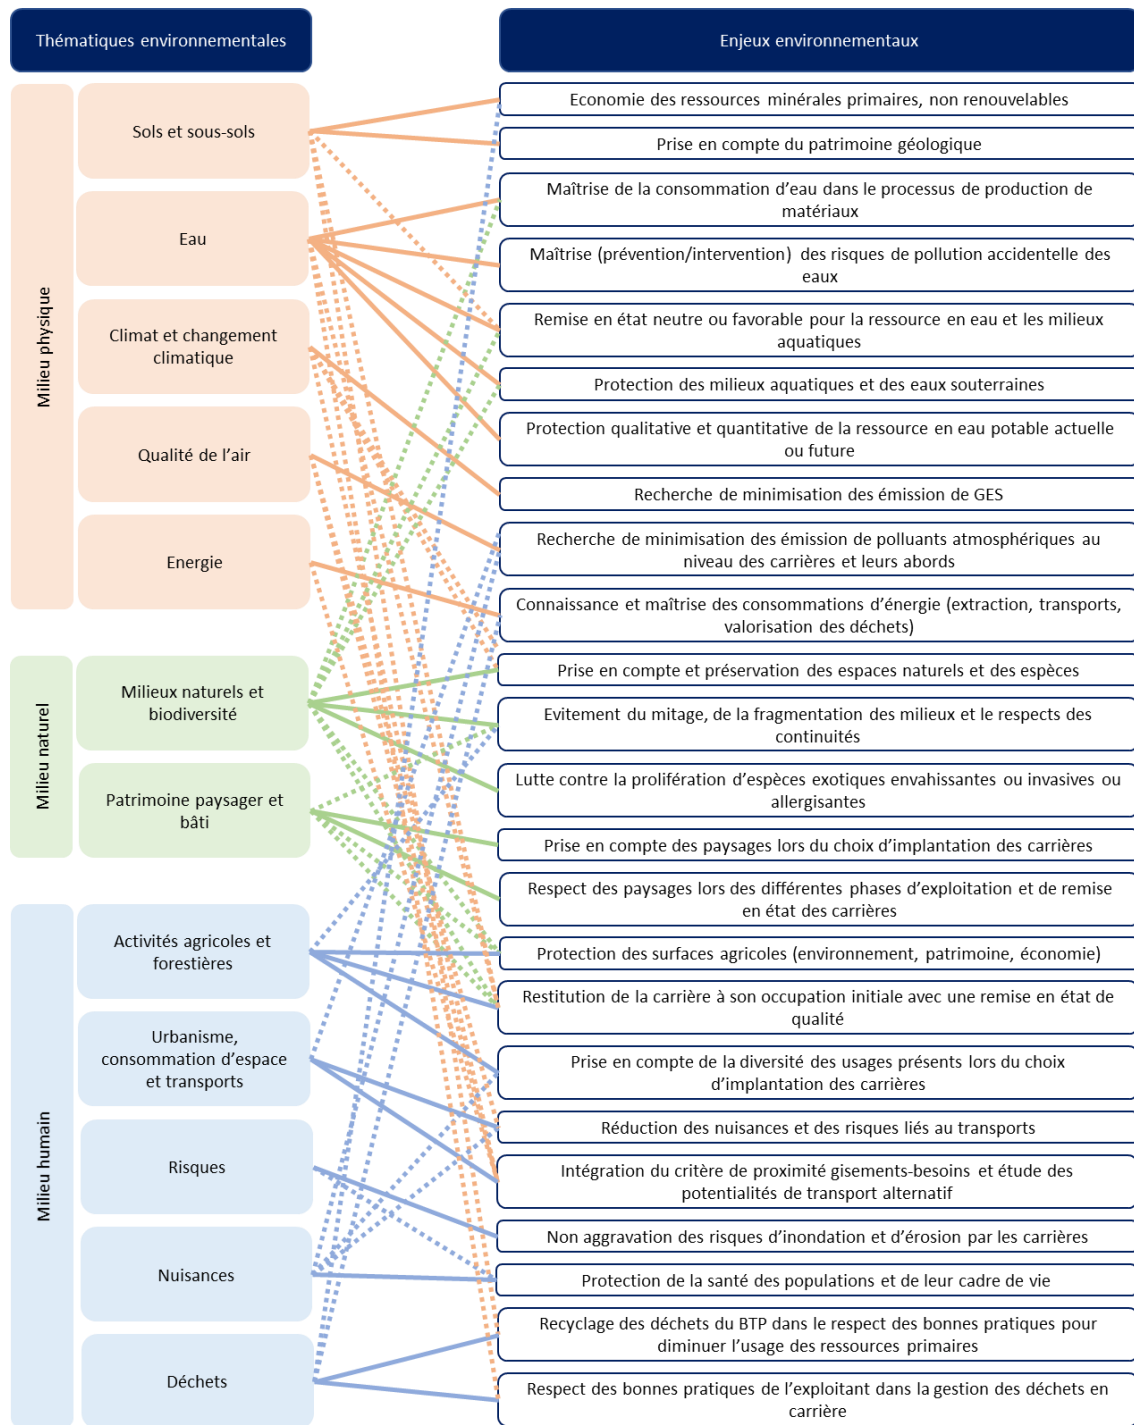 Thématiques environnementales
Enjeux environnementaux
Milieu physique
Sols et sous-sols
Eau
Climat et changement
climatique
Qualité de l'air
Energie
Milieu naturel
Milieux naturels et
biodiversité
Patrimoine paysager et
bâti
Milieu humain
Activités agricoles et
forestières
Urbanisme,
consommation d'espace
et transports
Risques
Nuisances
Déchets
Economie des ressources minérales primaires, non renouvelables
Prise en compte du patrimoine géologique
Maîtrise de la consommation d'eau dans le processus de production de
matériaux
Maîtrise (prévention/intervention) des risques de pollution accidentelle des
eaux
Remise en état neutre ou favorable pour la ressource en eau et les milieux
aquatiques
Protection des milieux aquatiques et des eaux souterraines
Protection qualitative et quantitative de la ressource en eau potable actuelle
ou future
Recherche de minimisation des émission de GES
Recherche de minimisation des émission de polluants atmosphériques au
niveau des carrières et leurs abords
Connaissance et maîtrise des consommations d'énergie (extraction, transports,
valorisation des déchets)
Prise en compte et préservation des espaces naturels et des espèces
Evitement du mitage, de la fragmentation des milieux et le respects des
continuités
Lutte contre la prolifération d'espèces exotiques envahissantes ou invasives ou
allergisantes
Prise en compte des paysages lors du choix d'implantation des carrières
Respect des paysages lors des différentes phases d'exploitation et de remise
en état des carrières
Protection des surfaces agricoles (environnement, patrimoine, économie)
Restitution de la carrière à son occupation initiale avec une remise en état de
qualité
Prise en compte de la diversité des usages présents lors du choix
d'implantation des carrières
Réduction des nuisances et des risques liés au transports
Intégration du critère de proximité gisements-besoins et étude des
potentialités de transport alternatif
Non aggravation des risques d'inondation et d'érosion par les carrières
Protection de la santé des populations et de leur cadre de vie
Recyclage des déchets du BTP dans le respect des bonnes pratiques pour
diminuer l'usage des ressources primaires
Respect des bonnes pratiques de l'exploitant dans la gestion des déchets en
carrière